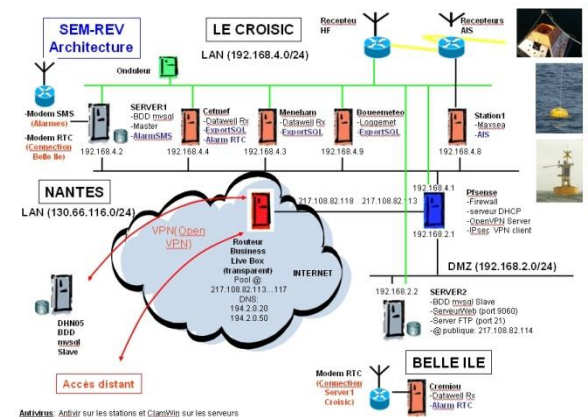 SEM-REV
Architecture
LE CROISIC
LAN (192.168.4.0/24)
Recepteu
HF
Recepteurs
AIS
Onduleur
-Modem SMS
(Alarmes)
-Modem RTC
(Connection
Belle Ile)
SERVER1
-BDD mysql
-Master
-AlarmSMS
192.168.4.2
Cetmef
-Datawell Rx
-ExportSQL
-Alarm RTC
192.168.4.4
Meneham
-Datawell Rx
-ExportSQL
192.168.4.3
Boueemeteo
-Loggernet
-ExportSQL
192.168.4.9
Station1
-Maxsea
-AIS
192.168.4.8
NANTES
LAN (130.66.116.0/24)
VPN(Open
VPN)
217.108.82.118
217.108.82.113
192.168.4.1
192.168.2.1
Pfsense
-Firewall
-serveur DHCP
-OpenVPN Server
-IPsec VPN client
Routeur
Business
Live Box
(transparent)
Pool @:
217.108.82.113...117
DNS:
194.2.0.20
194.2.0.50
INTERNET
DMZ (192.168.2.0/24)
192.168.2.2
SERVER2
-BDD mysql Slave
-ServeurWeb (port 9060)
-Server FTP (port 21)
-@ publique: 217.108.82.114
DHN05
BDD
mysql
Slave
Accès distant
BELLE ILE
Modem RTC
(Connection
Server1
Croisic)
Cremiou
-Datawell Rx
-Alarm RTC
Antivirus: Antivir sur les stations et ClamWin sur les serveurs